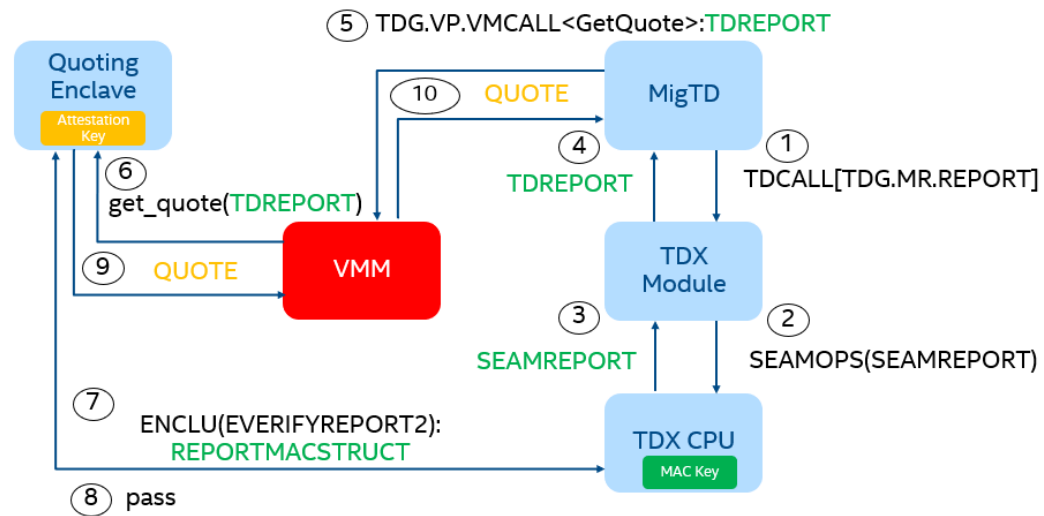 5 TDG.VP.VMCALL<GetQuote>:TDREPORT
Quoting
Enclave
Attestation
Key
10 QUOTE
MigTD
4
TDREPORT
1
TDCALL[TDG.MR.REPORT]
6
get_quote(TDREPORT)
9 QUOTE
VMM
TDX
Module
3
SEAMREPORT
2
SEAMOPS(SEAMREPORT)
7
ENCLU(EVERIFYREPORT2):
REPORTMACSTRUCT
TDX CPU
MAC Key
8 pass